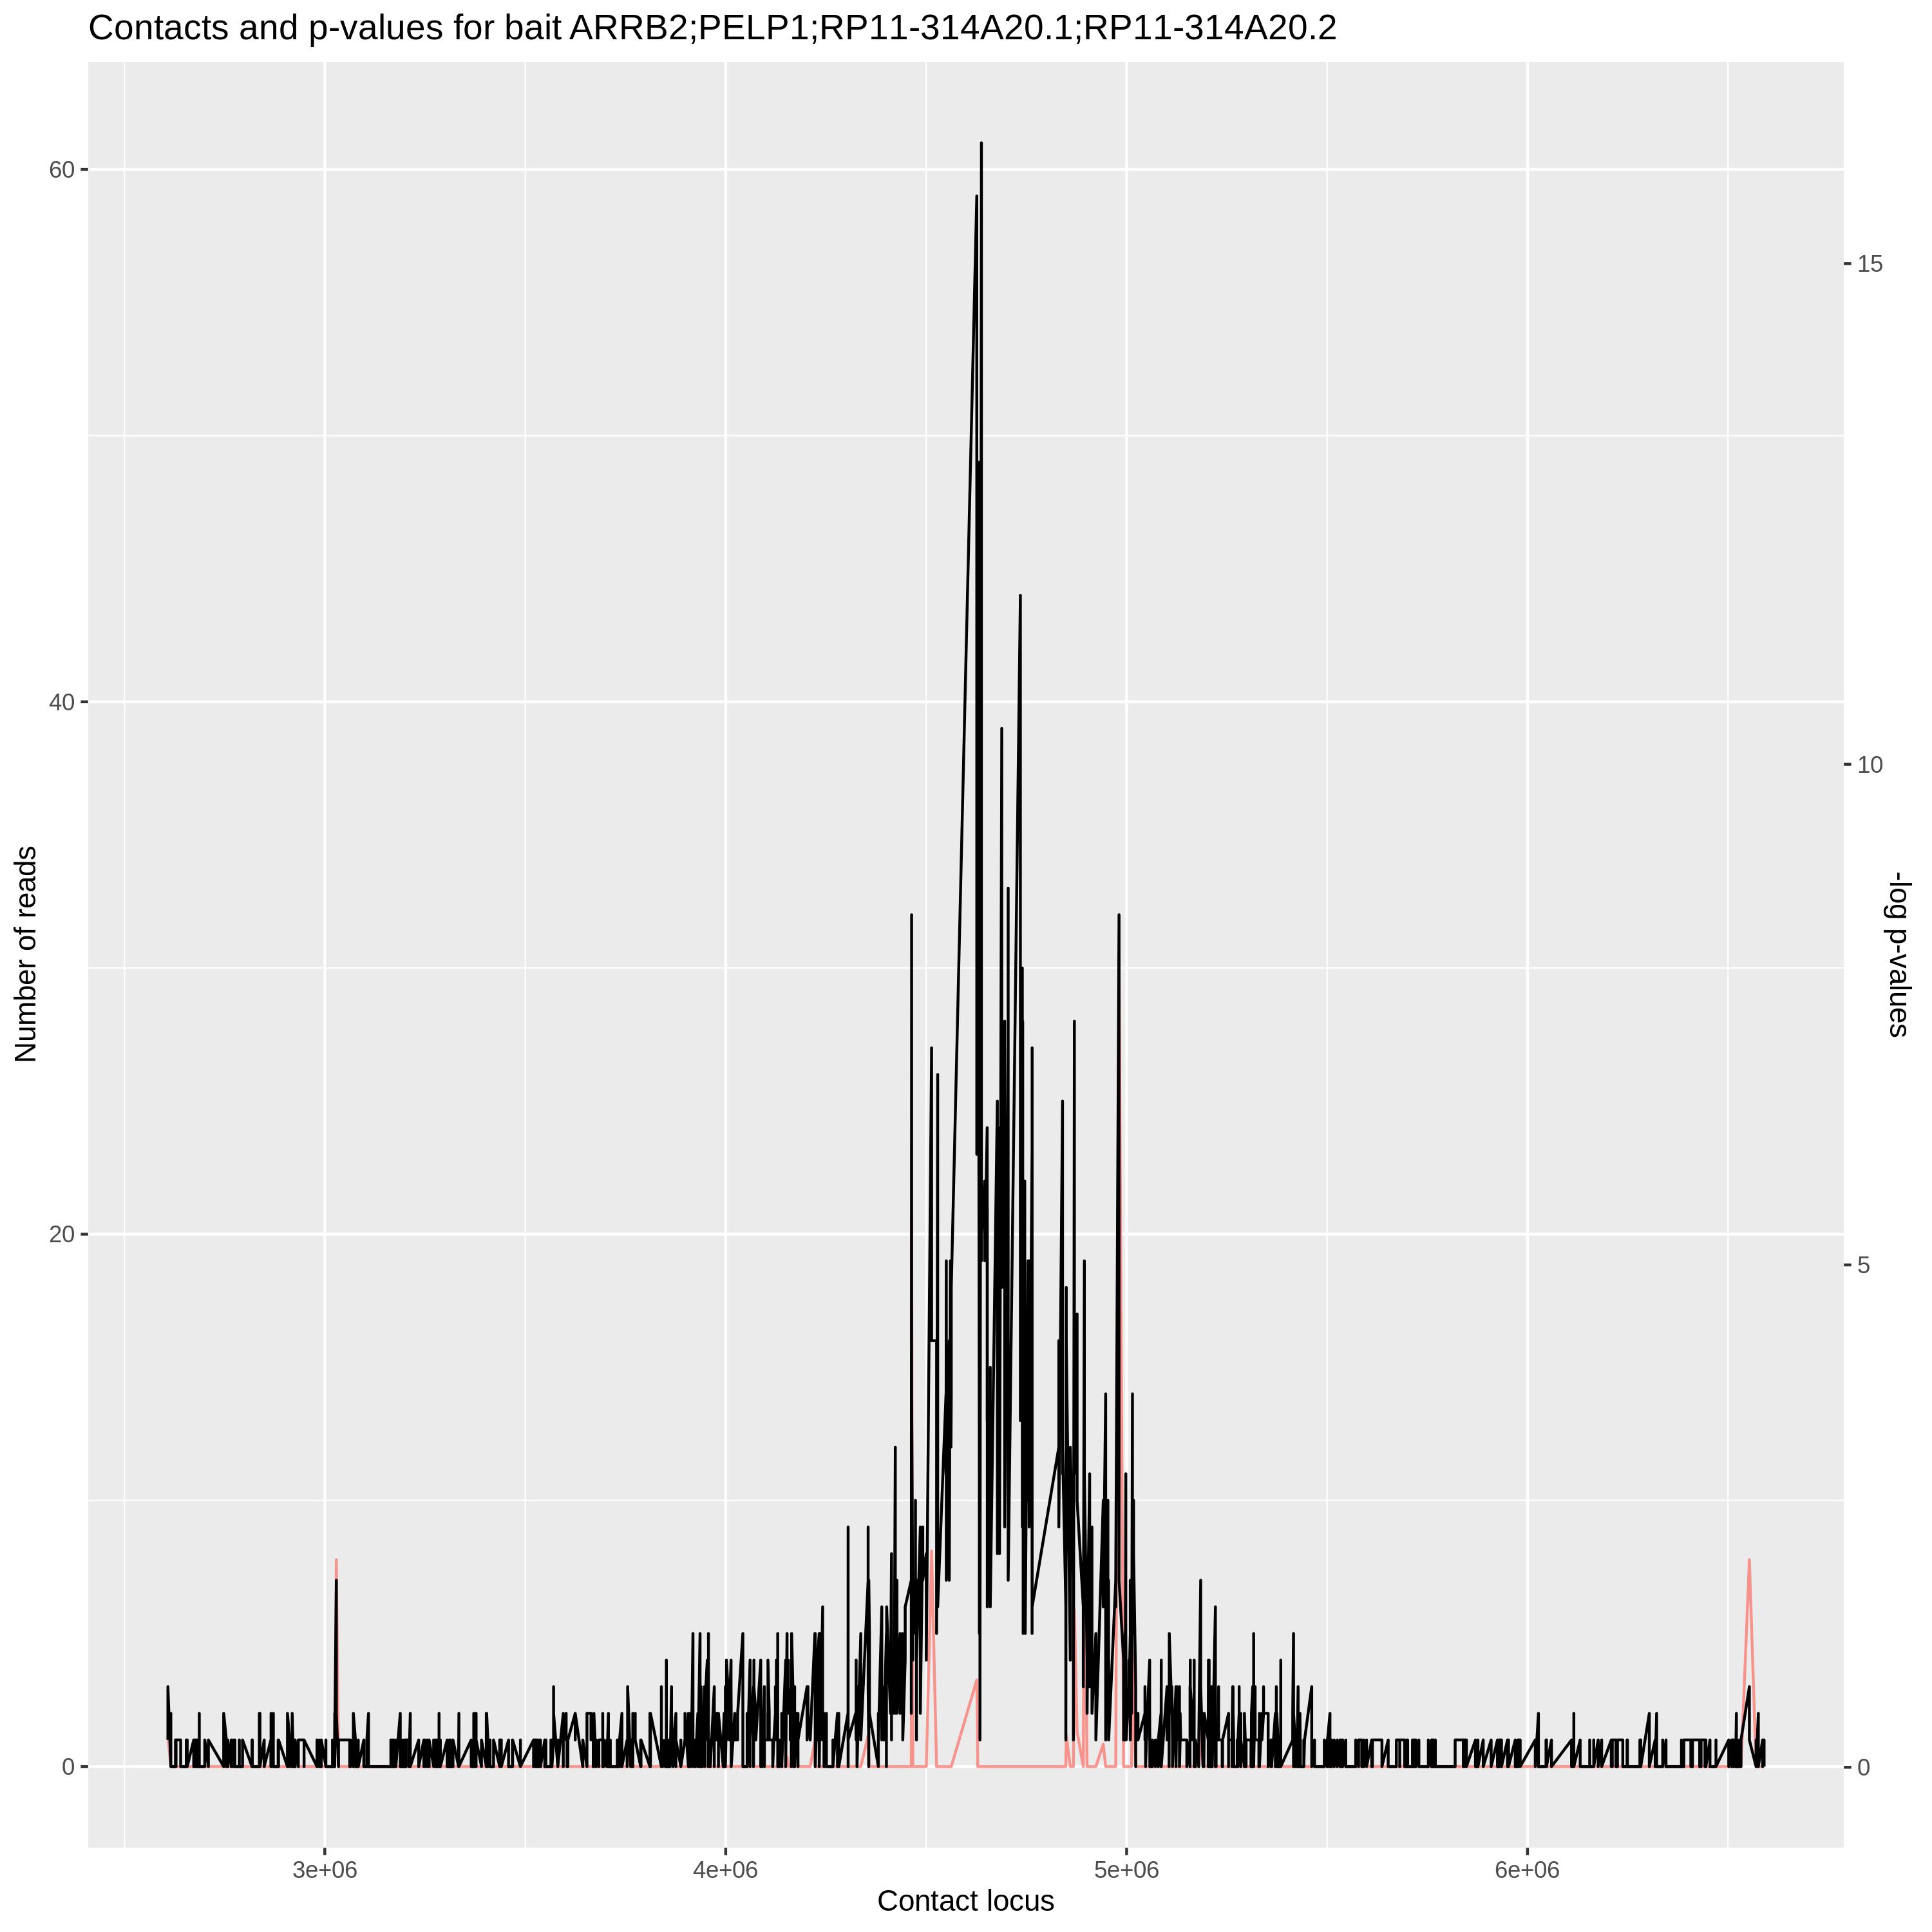 Contacts and p-values for bait ARRB2;PELP1;RP11-314A20.1;RP11-314A20.2
60
40
20
0
15
10
5
0
Number of reads
-log p-values
3e+06
4e+06
5e+06
6e+06
Contact locus